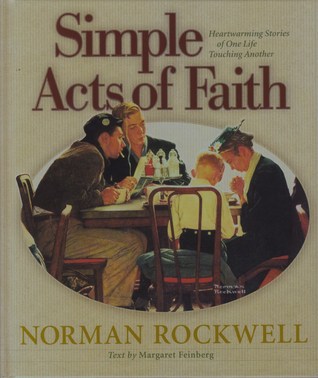 Simple
Heartwarming Stories
of One Life
Touching Another
Acts of Faith
NORMAN ROCKWELL
Text by Margaret Feinberg